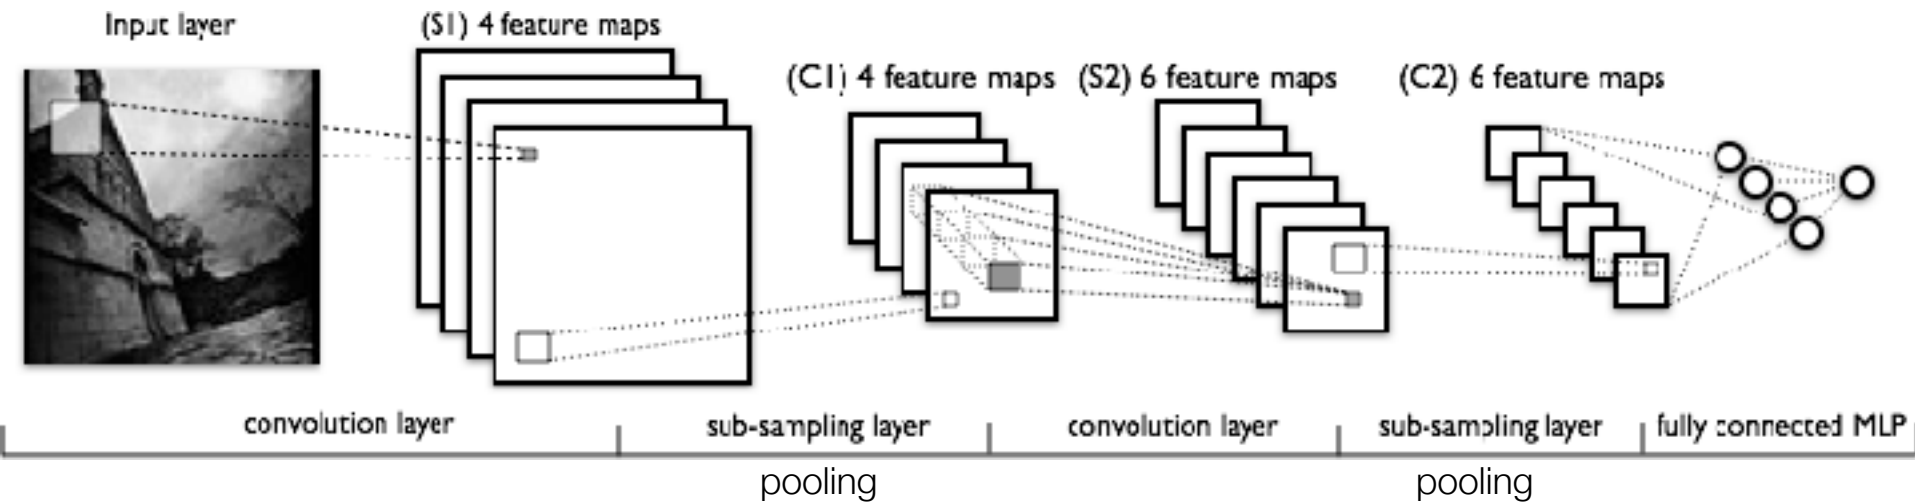 Input layer
(S1) 4 feature maps
(C1) 4 feature maps
(S2) 6 feature maps
(C2) 6 feature maps
convolution layer
sub-sampling layer
convolution layer
sub-sampling layer
fully connected MLP
pooling
pooling